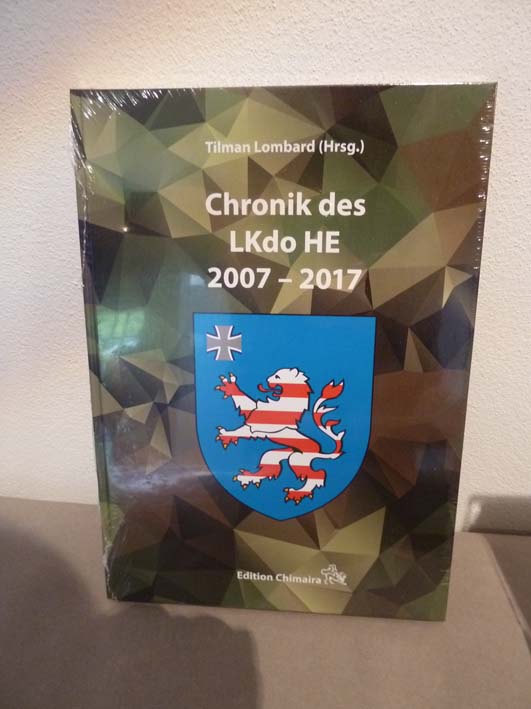 Tilman Lombard (Hrsg.)
Chronik des
LKdo HE
2007 – 2017
Edition Chimaira